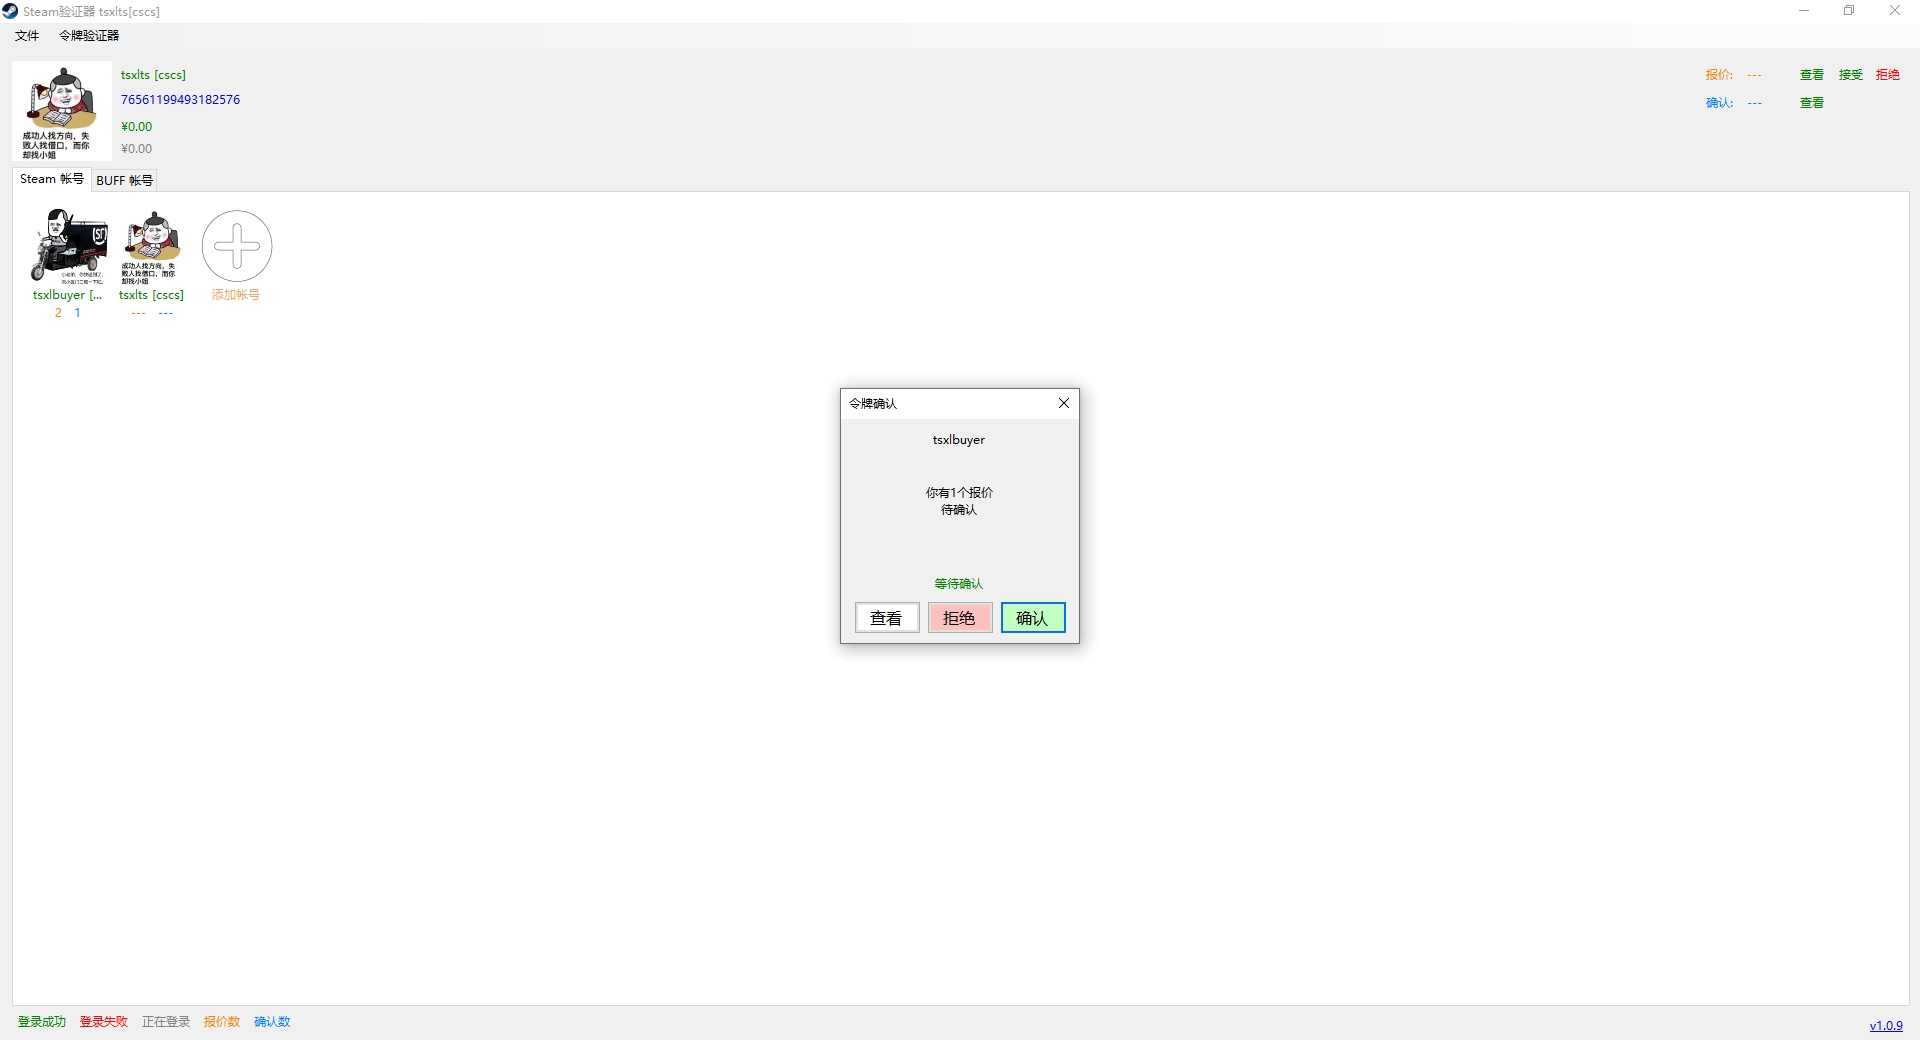 Steam验证器 tsxlts[cscs]
文件 令牌验证器
tsxlts [cscs]
76561199493182576
¥0.00
¥0.00
成功人找方向，失
败人找借口，而你
却找小姐
报价: --- 查看 接受 拒绝
确认: --- 查看
Steam 帐号 BUFF 帐号
成功人找方向，失
败人找借口，而你
却找小姐
tsxlbuyer [... tsxlts [cscs] 添加帐号
2 1 --- ---
令牌确认
tsxlbuyer
你有1个报价
待确认
等待确认
查看 拒绝 确认
登录成功 登录失败 正在登录 报价数 确认数
v1.0.9